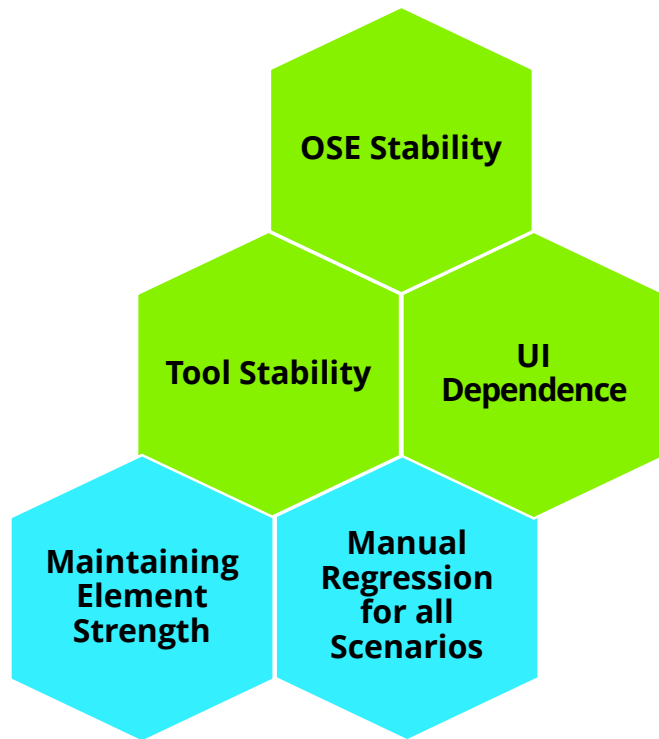 OSE Stability
Tool Stability
UI
Dependence
Maintaining
Element
Strength
Manual
Regression
for all
Scenarios